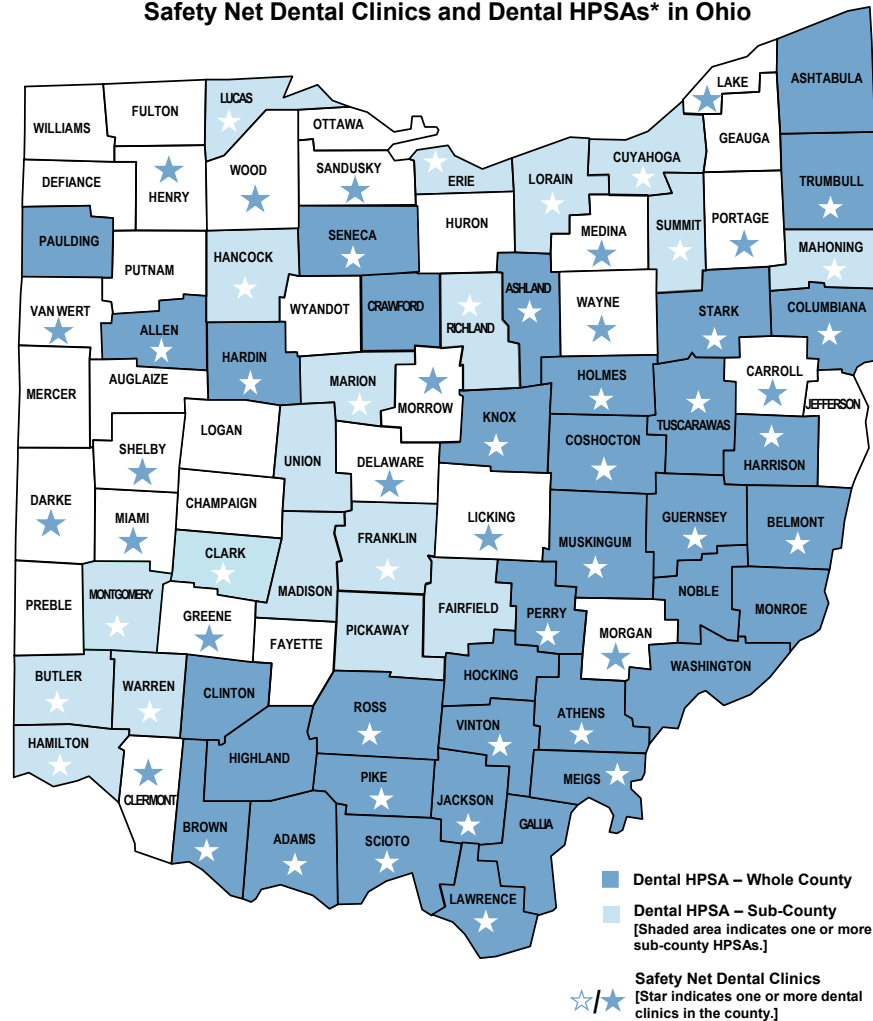 Safety Net Dental Clinics and Dental HPSAs* in Ohio
LAKE
ASHTABULA
LUCAS
FULTON
WILLIAMS
OTTAWA
GEAUGA
CUYAHOGA
WOOD
SANDUSKY
ERIE
LORAIN
DEFIANCE
HENRY
TRUMBULL
HURON
MEDINA
SUMMIT
PORTAGE
PAULDING
SENECA
MAHONING
HANCOCK
PUTNAM
ASHLAND
WAYNE
VAN WERT
WYANDOT
CRAWFORD
RICHLAND
STARK
COLUMBIANA
ALLEN
HARDIN
CARROLL
HOLMES
AUGLAIZE
MARION
MERCER
MORROW
JEFFERSON
KNOX
TUSCARAWAS
LOGAN
COSHOCTON
SHELBY
UNION
DELAWARE
HARRISON
DARKE
CHAMPAIGN
MIAMI
LICKING
GUERNSEY
BELMONT
FRANKLIN
MUSKINGUM
CLARK
MADISON
NOBLE
PREBLE
MONTGOMERY
FAIRFIELD
MONROE
GREENE
PICKAWAY
PERRY
MORGAN
FAYETTE
WASHINGTON
BUTLER
WARREN
CLINTON
HOCKING
ROSS
ATHENS
VINTON
HAMILTON
HIGHLAND
PIKE
MEIGS
CLERMONT
JACKSON
BROWN
GALLIA
ADAMS
SCIOTO
LAWRENCE
Dental HPSA – Whole County
Dental HPSA – Sub-County
[Shaded area indicates one or more
sub-county HPSAs.]
Safety Net Dental Clinics
/
[Star indicates one or more dental
clinics in the county.]